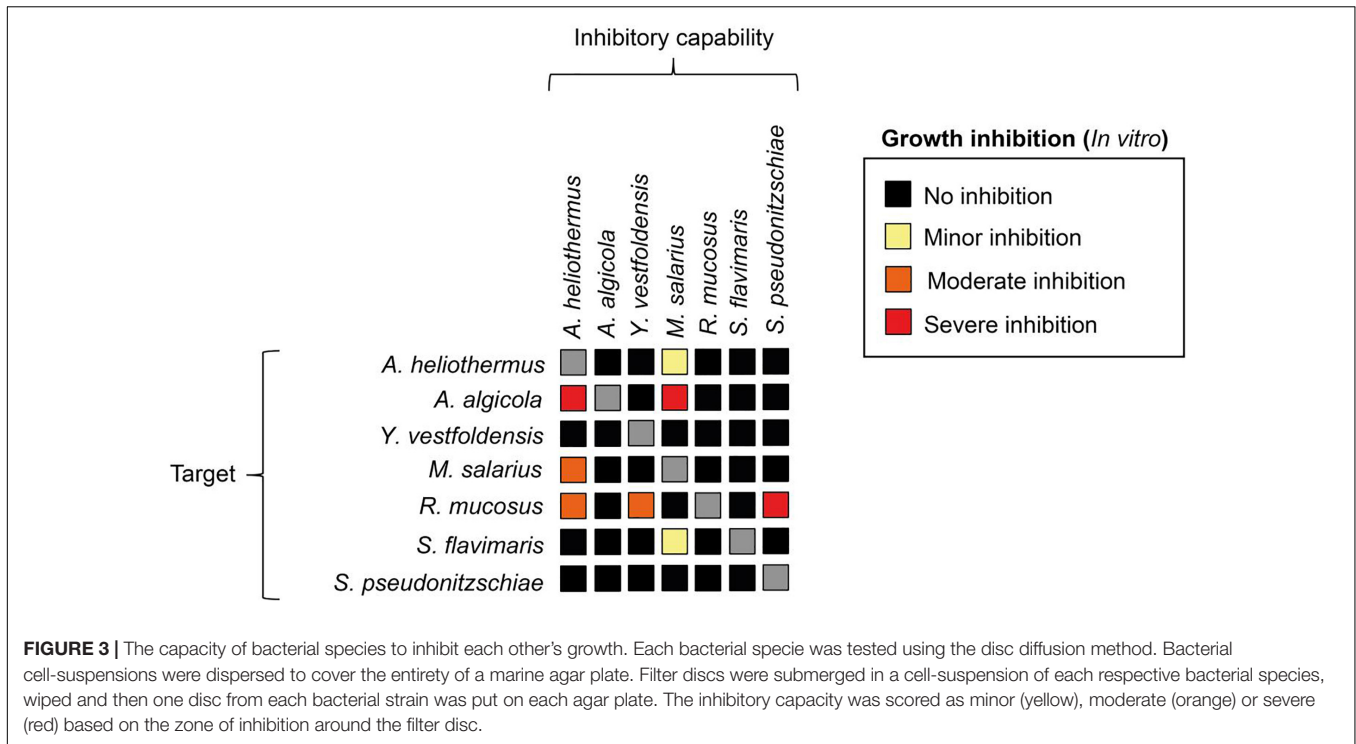 Inhibitory capability
A. heliothermus
A. algicola
Y. vestfoldensis
M. salarius
R. mucosus
S. flavimaris
S. pseudonitzschiae
Growth inhibition (In vitro)
No inhibition
Minor inhibition
Moderate inhibition
Severe inhibition
Target
A. heliothermus
A. algicola
Y. vestfoldensis
M. salarius
R. mucosus
S. flavimaris
S. pseudonitzschiae
FIGURE 3 | The capacity of bacterial species to inhibit each other's growth. Each bacterial specie was tested using the disc diffusion method. Bacterial
cell-suspensions were dispersed to cover the entirety of a marine agar plate. Filter discs were submerged in a cell-suspension of each respective bacterial species,
wiped and then one disc from each bacterial strain was put on each agar plate. The inhibitory capacity was scored as minor (yellow), moderate (orange) or severe
(red) based on the zone of inhibition around the filter disc.